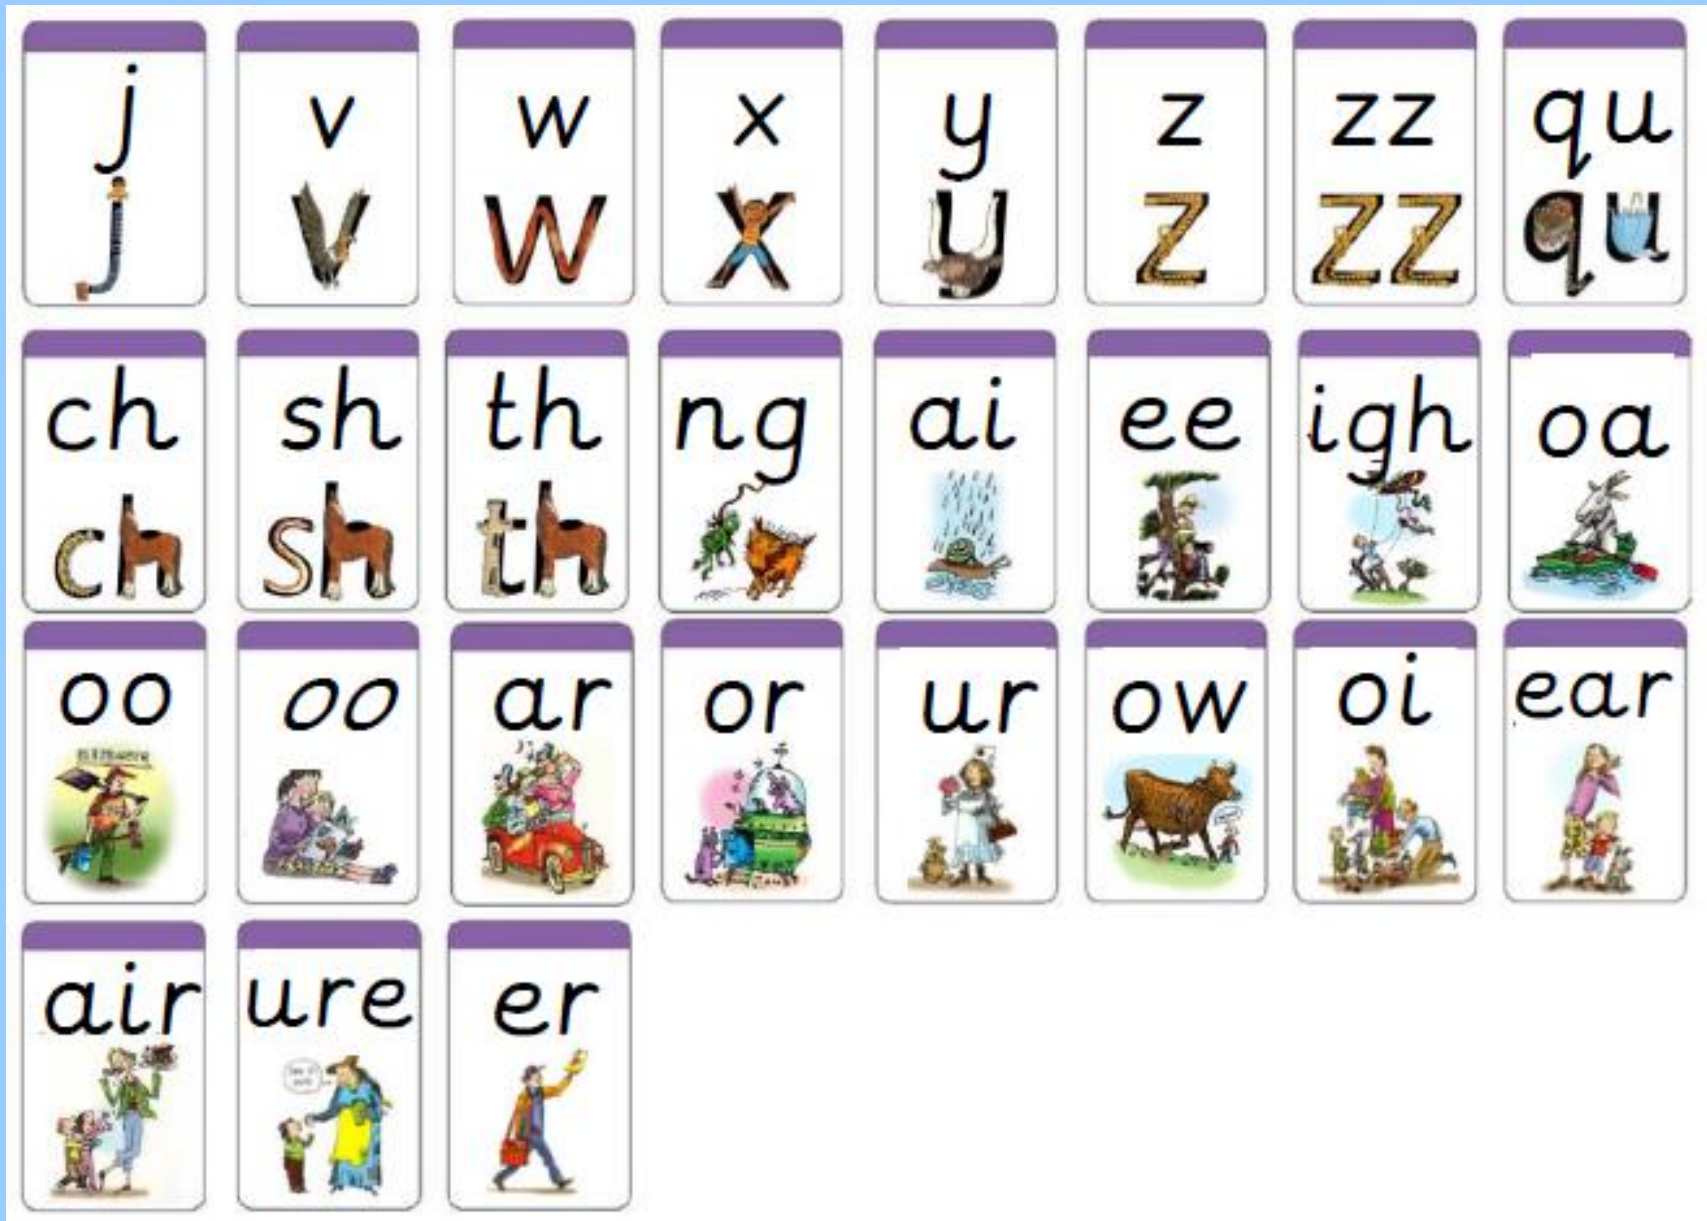 j v w x y z zz qu
j v w x y z zz qu
ch sh th ng ai ee igh oa
ch sh th
oo oo ar or ur ow oi ear
air ure er